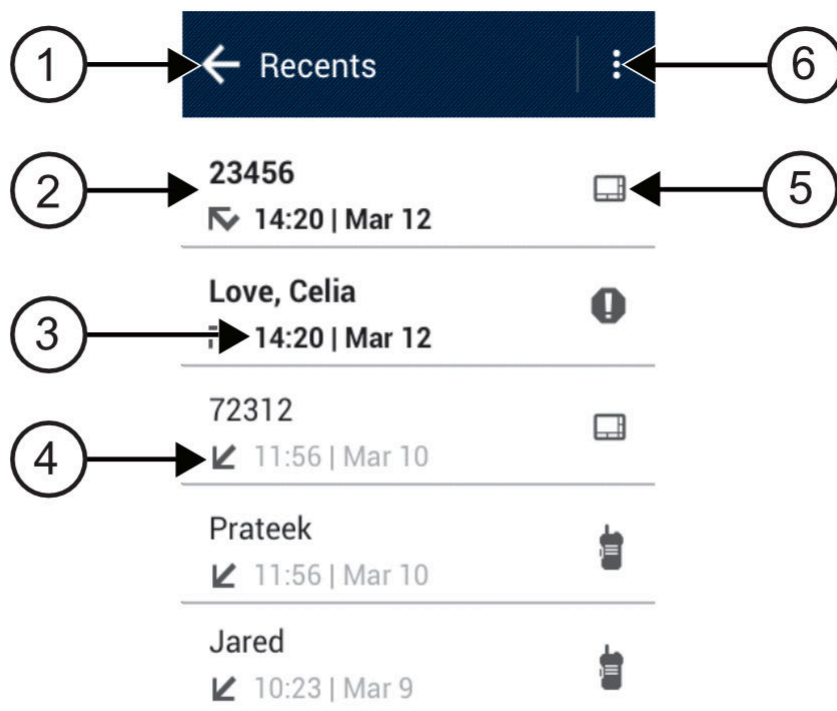 1
Recents
6
2
23456
5
14:20 | Mar 12
Love, Celia
3
14:20 | Mar 12
72312
4
11:56 | Mar 10
Prateek
11:56 | Mar 10
Jared
10:23 | Mar 9